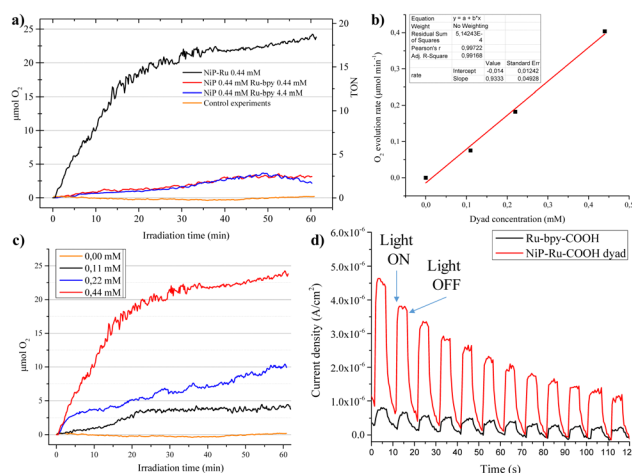 a)
25
20
15
10
5
0
µmol O2
15
10
5
0
TON
NiP-Ru 0.44 mM
NiP 0.44 mM Ru-bpy 0.44 mM
NiP 0.44 mM Ru-bpy 4.4 mM
Control experiments
0 10 20 30 40 50 60
Irradiation time (min)
b)
Equation y = a + b*x
Weight No Weighting
Residual Sum of Squares 5,14243E-4
Pearson's r 0,99722
Adj. R-Square 0,99168
Value Standard Err
rate Intercept -0,014 0,01242
Slope 0,9333 0,04928
0,4
0,3
0,2
0,1
0,0
O2 evolution rate (µmol min-1)
0,0 0,2 0,4 0,6
Dyad concentration (mM)
c)
0,00 mM
0,11 mM
0,22 mM
0,44 mM
25
20
15
10
5
0
µmol O2
0 10 20 30 40 50 60
Irradiation time (min)
d)
Ru-bpy-COOH
NiP-Ru-COOH dyad
Light
ON
Light
OFF
6.0x10-6
5.0x10-6
4.0x10-6
3.0x10-6
2.0x10-6
1.0x10-6
0.0
Current density (A/cm2)
0 10 20 30 40 50 60 70 80 90 100 110 120
Time (s)